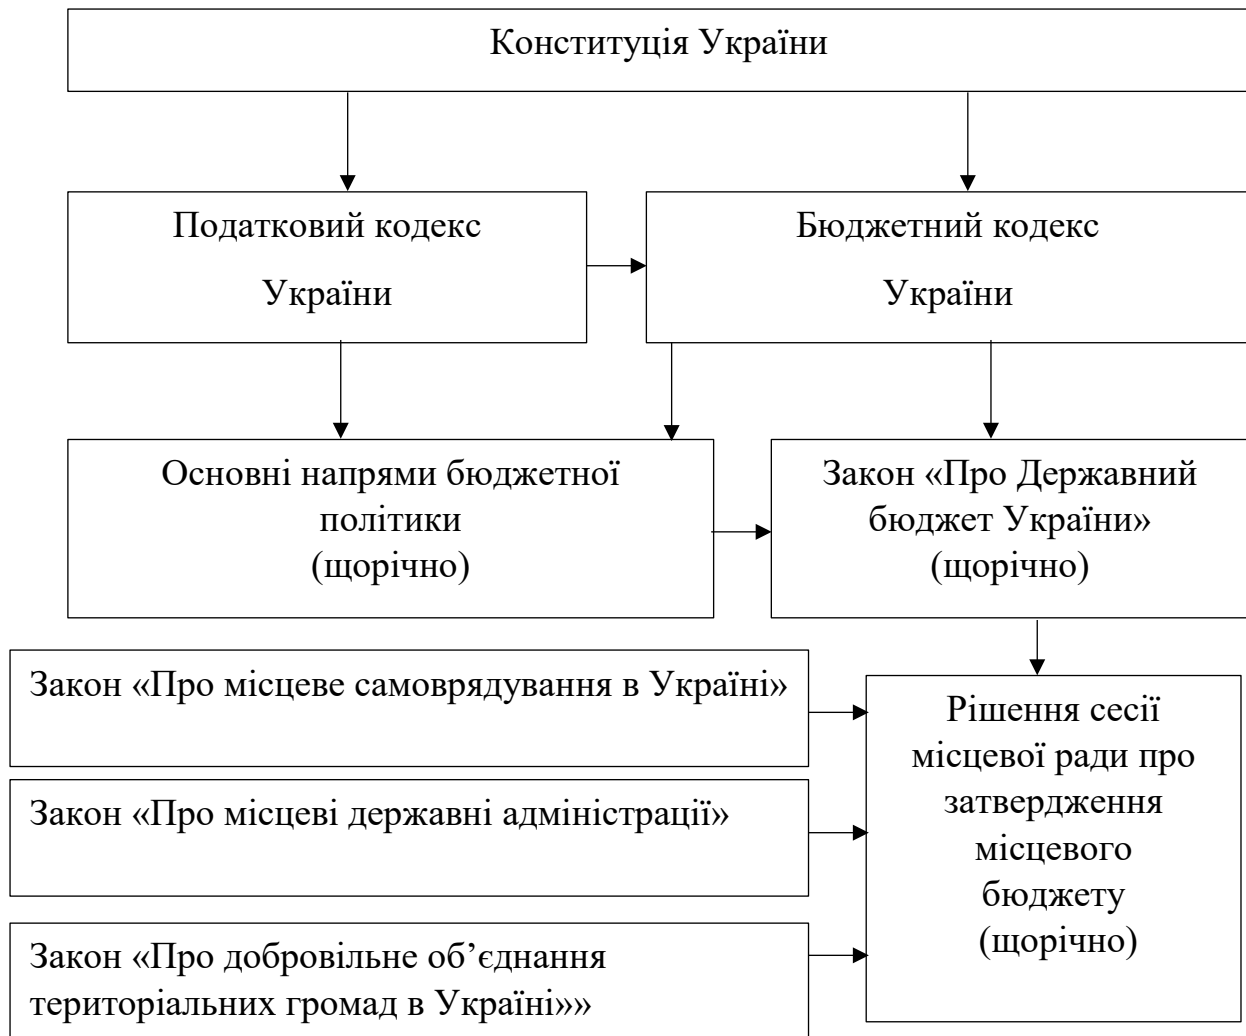 Конституція України
Податковий кодекс
України
Бюджетний кодекс
України
Основні напрями бюджетної
політики
(щорічно)
Закон «Про Державний
бюджет України»
(щорічно)
Закон «Про місцеве самоврядування в Україні»
Закон «Про місцеві державні адміністрації»
Закон «Про добровільне об’єднання
територіальних громад в Україні»»
Рішення сесії
місцевої ради про
затвердження
місцевого
бюджету
(щорічно)